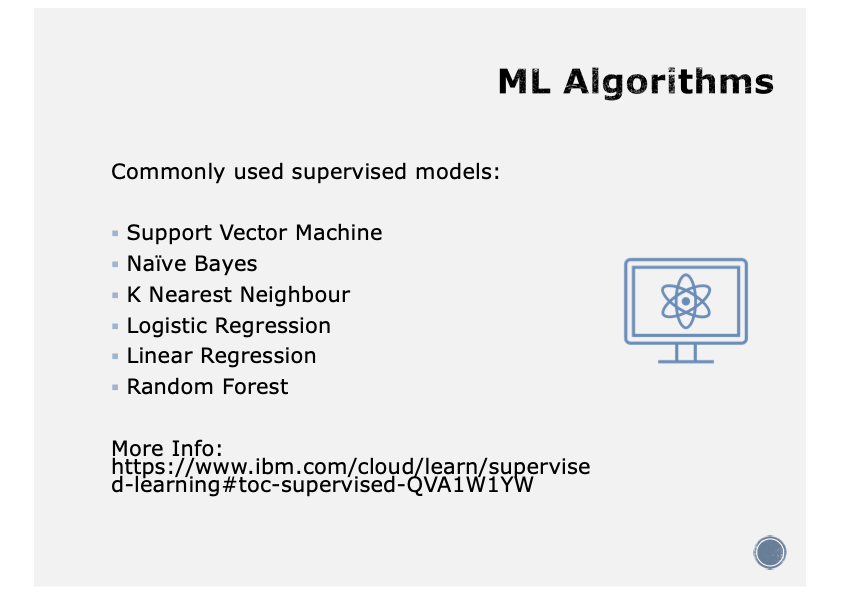 ML Algorithms
Commonly used supervised models:
▪ Support Vector Machine
▪ Naïve Bayes
▪ K Nearest Neighbour
▪ Logistic Regression
▪ Linear Regression
▪ Random Forest
More Info:
https://www.ibm.com/cloud/learn/supervise
d-learning#toc-supervised-QVA1W1YW